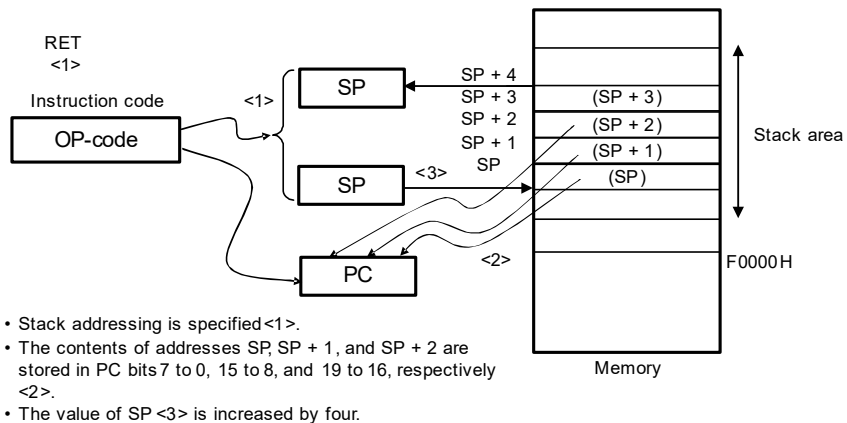 RET
<1>
Instruction code
OP-code
<1>
SP
SP
<3>
PC
SP + 4
SP + 3
SP + 2
SP + 1
SP
(SP + 3)
(SP + 2)
(SP + 1)
(SP)
<2>
Stack area
F0000H
Memory
• Stack addressing is specified <1>.
• The contents of addresses SP, SP + 1, and SP + 2 are
stored in PC bits 7 to 0, 15 to 8, and 19 to 16, respectively
<2>.
• The value of SP <3> is increased by four.